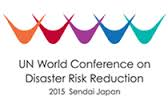 UN World Conference on
Disaster Risk Reduction
2015 Sendai Japan